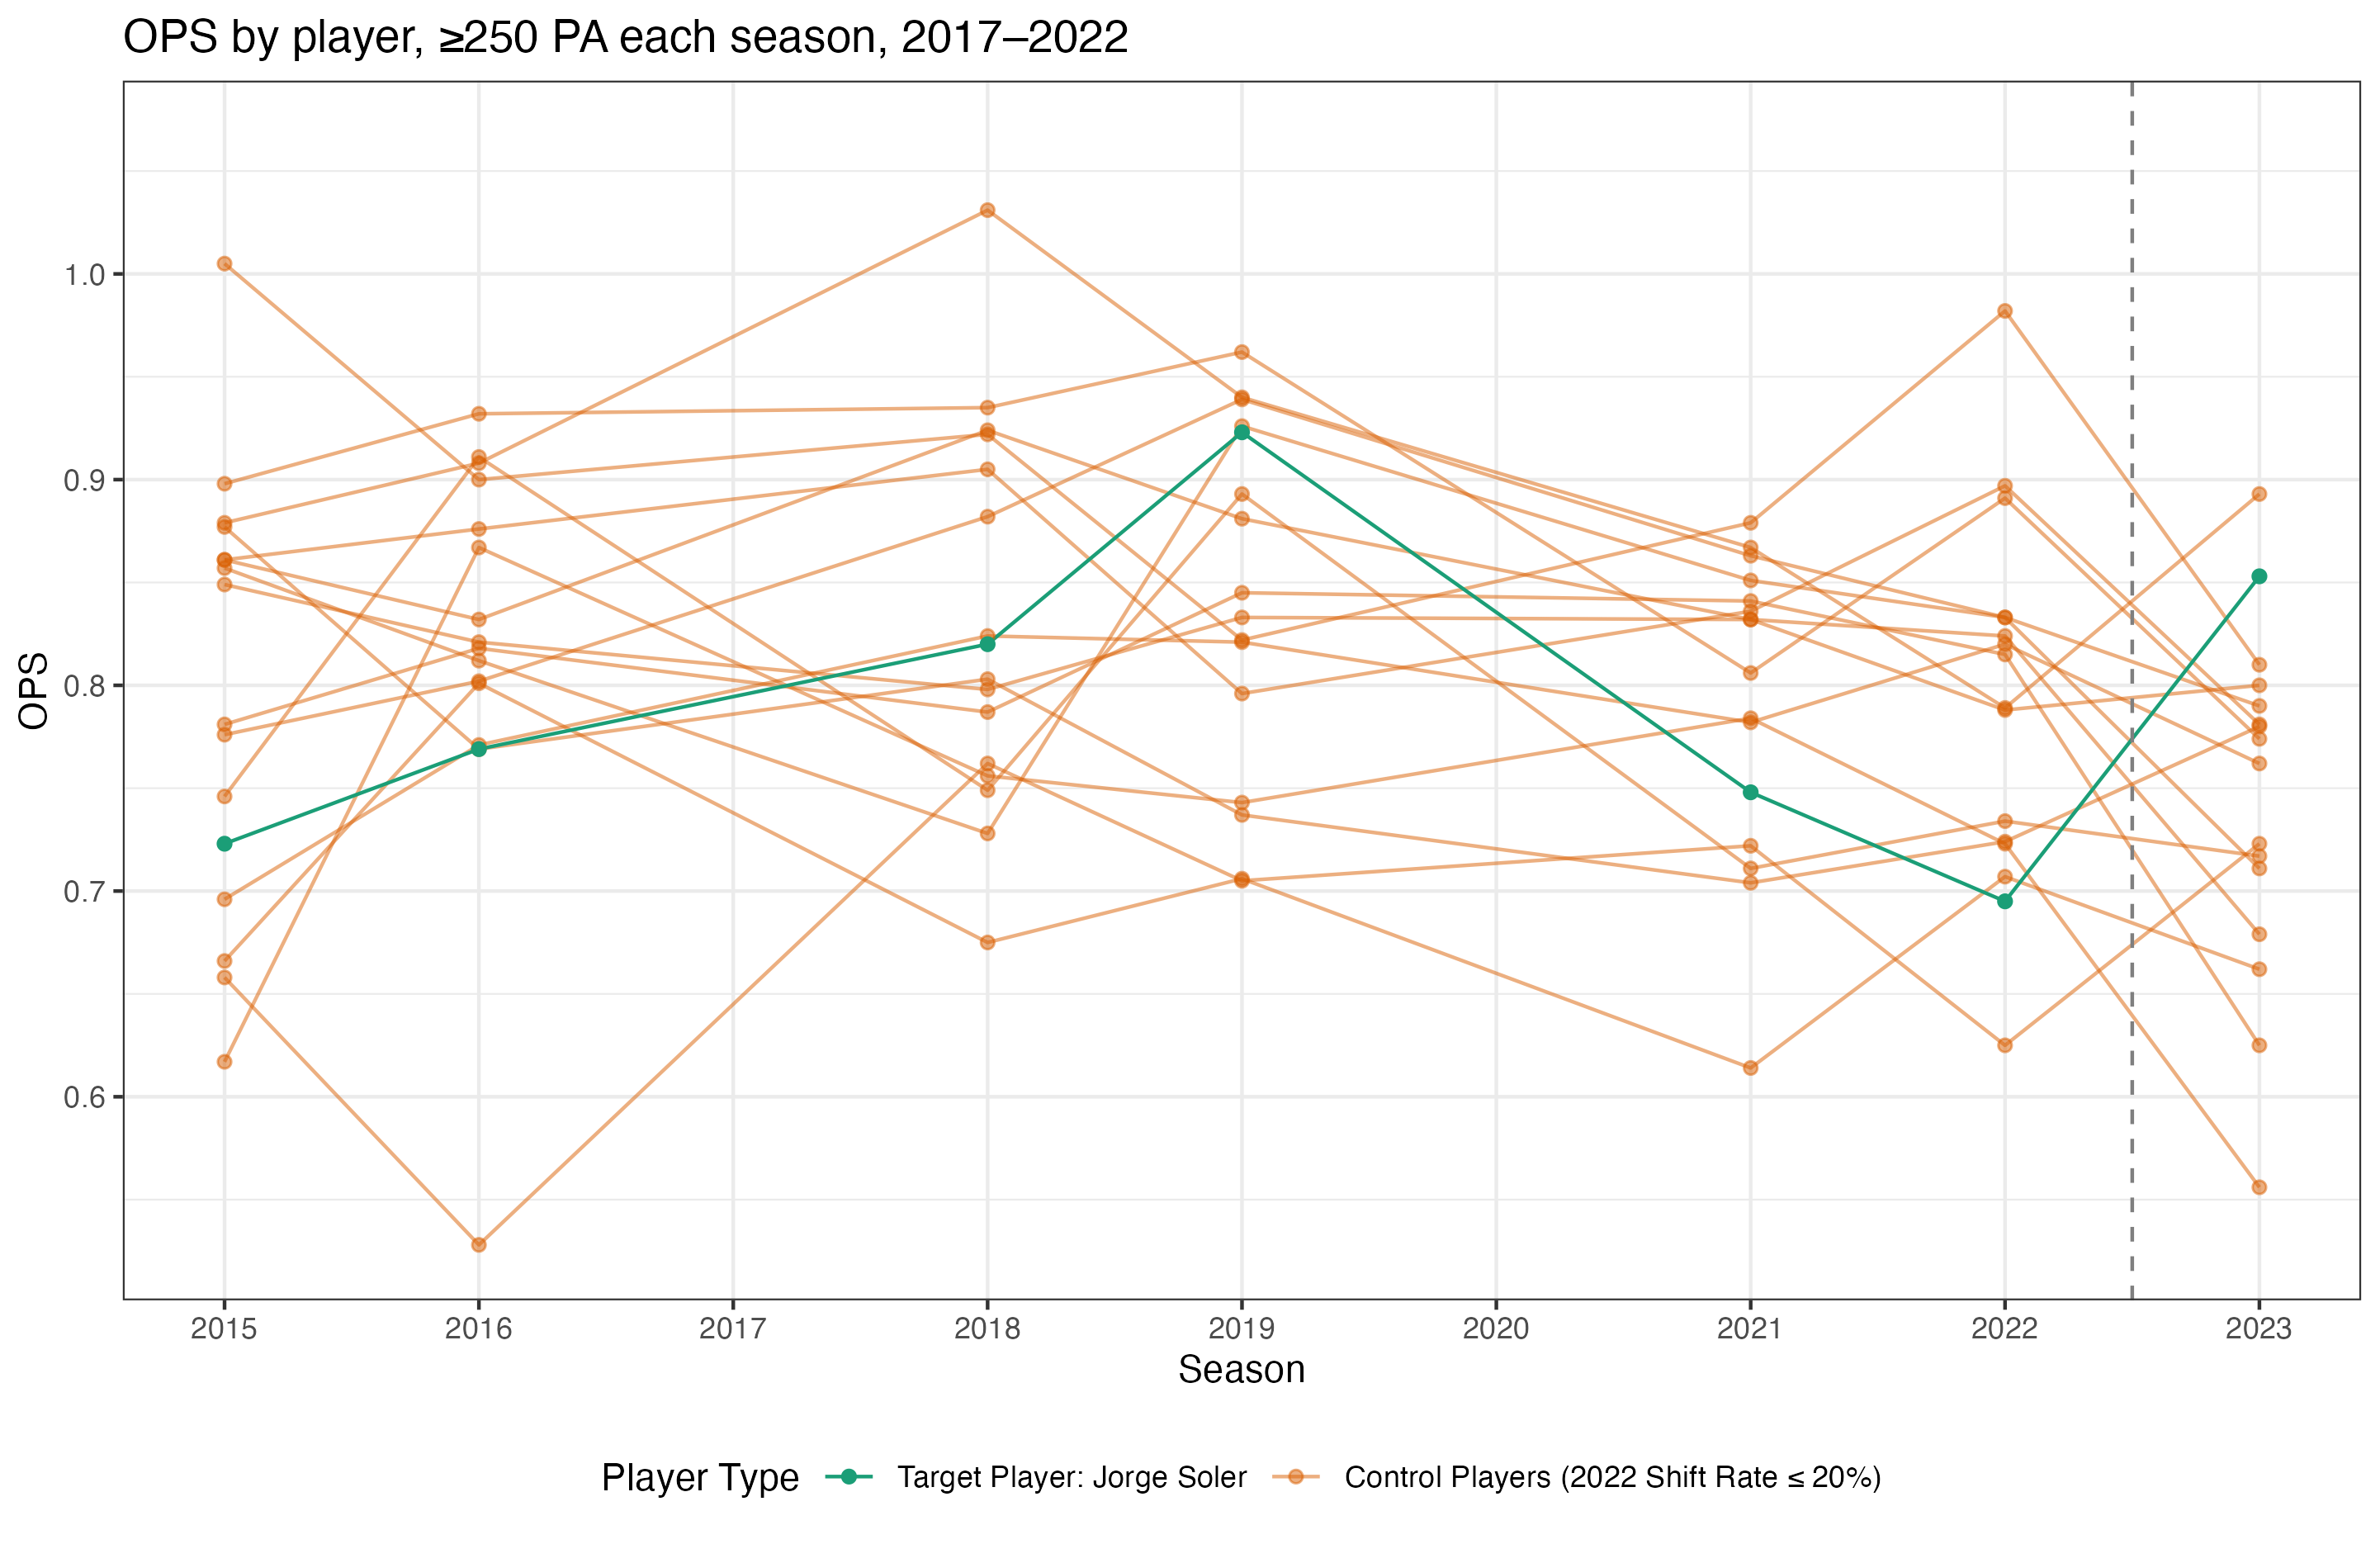 OPS by player, ≥250 PA each season, 2017–2022
OPS
1.0
0.9
0.8
0.7
0.6
2015 2016 2017 2018 2019 2020 2021 2022 2023
Season
Player Type Target Player: Jorge Soler Control Players (2022 Shift Rate ≤ 20%)